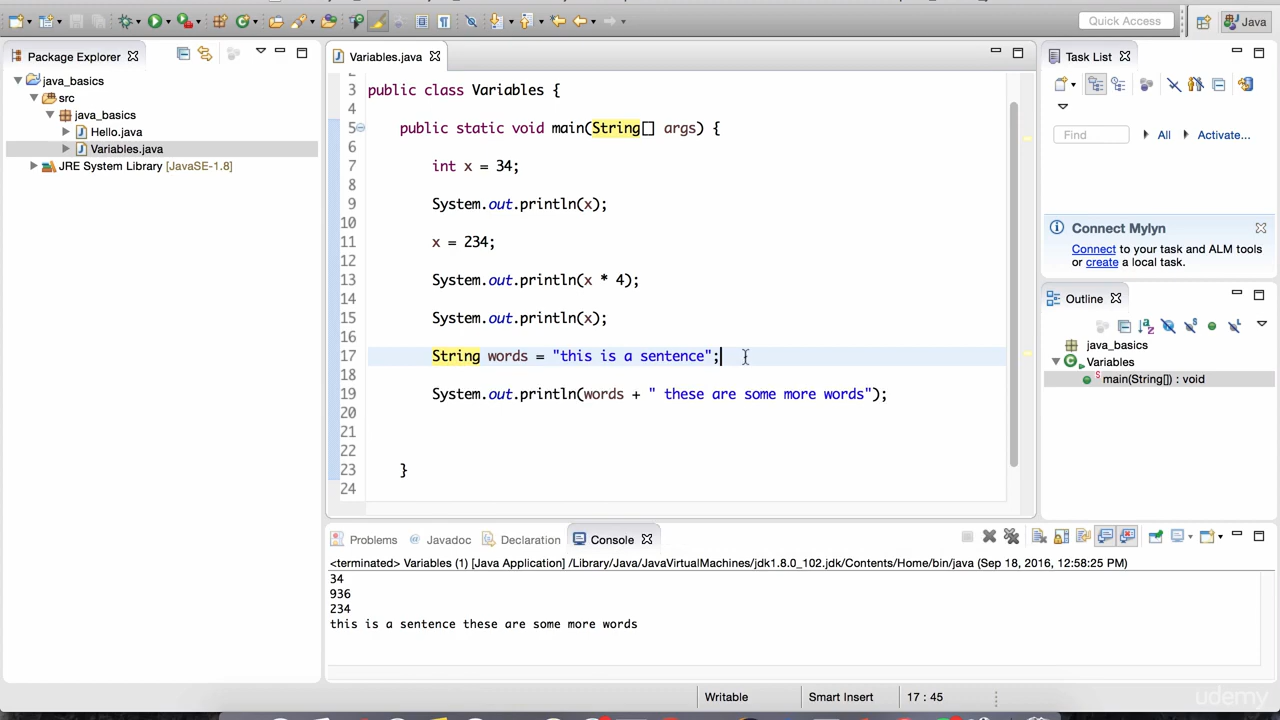 Quick Access
Java
Package Explorer
java_basics
src
java_basics
Hello.java
Variables.java
JRE System Library [JavaSE-1.8]
Variables.java
2
3 public class Variables {
4
5 public static void main(String[] args) {
6
7 int x = 34;
8
9 System.out.println(x);
10
11 x = 234;
12
13 System.out.println(x * 4);
14
15 System.out.println(x);
16
17 String words = "this is a sentence";
18
19 System.out.println(words + " these are some more words");
20
21
22
23 }
24
Task List
Find
All
Activate...
Connect Mylyn
Connect to your task and ALM tools
or create a local task.
Outline
java_basics
Variables
main(String[]) : void
Problems
Javadoc
Declaration
Console
<terminated> Variables (1) [Java Application] /Library/Java/JavaVirtualMachines/jdk1.8.0_102.jdk/Contents/Home/bin/java (Sep 18, 2016, 12:58:25 PM)
34
936
234
this is a sentence these are some more words
Writable
Smart Insert
17 : 45
udemy